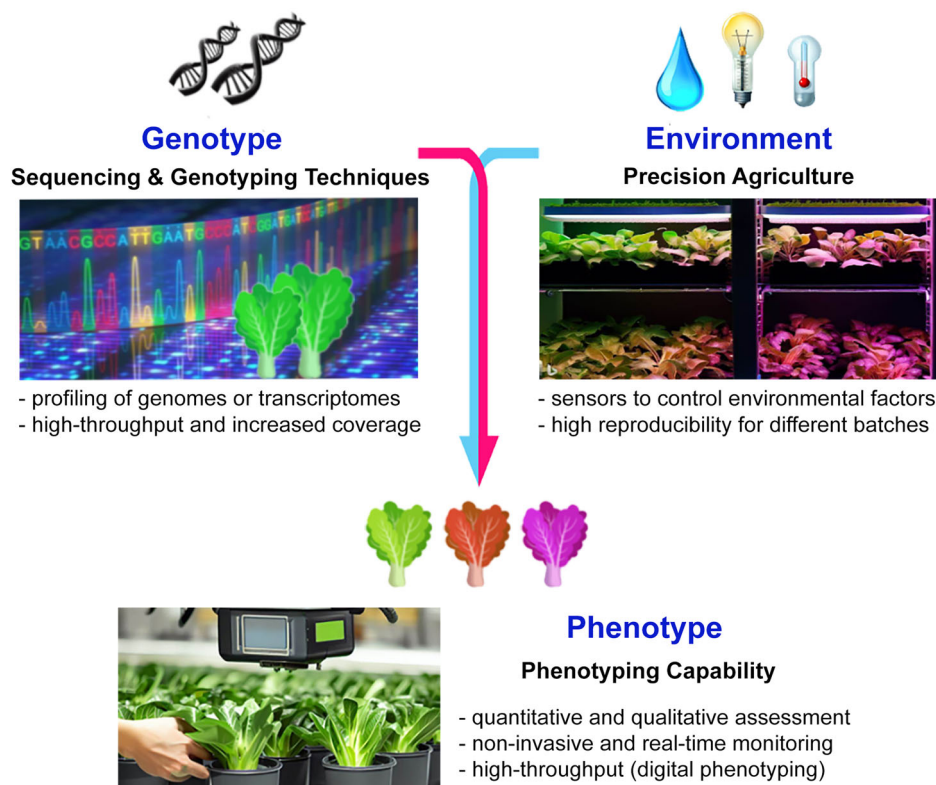 Genotype
Sequencing & Genotyping Techniques
GTAACGCCATTGAATGCCCAT
- profiling of genomes or transcriptomes
- high-throughput and increased coverage
Environment
Precision Agriculture
- sensors to control environmental factors
- high reproducibility for different batches
Phenotype
Phenotyping Capability
- quantitative and qualitative assessment
- non-invasive and real-time monitoring
- high-throughput (digital phenotyping)